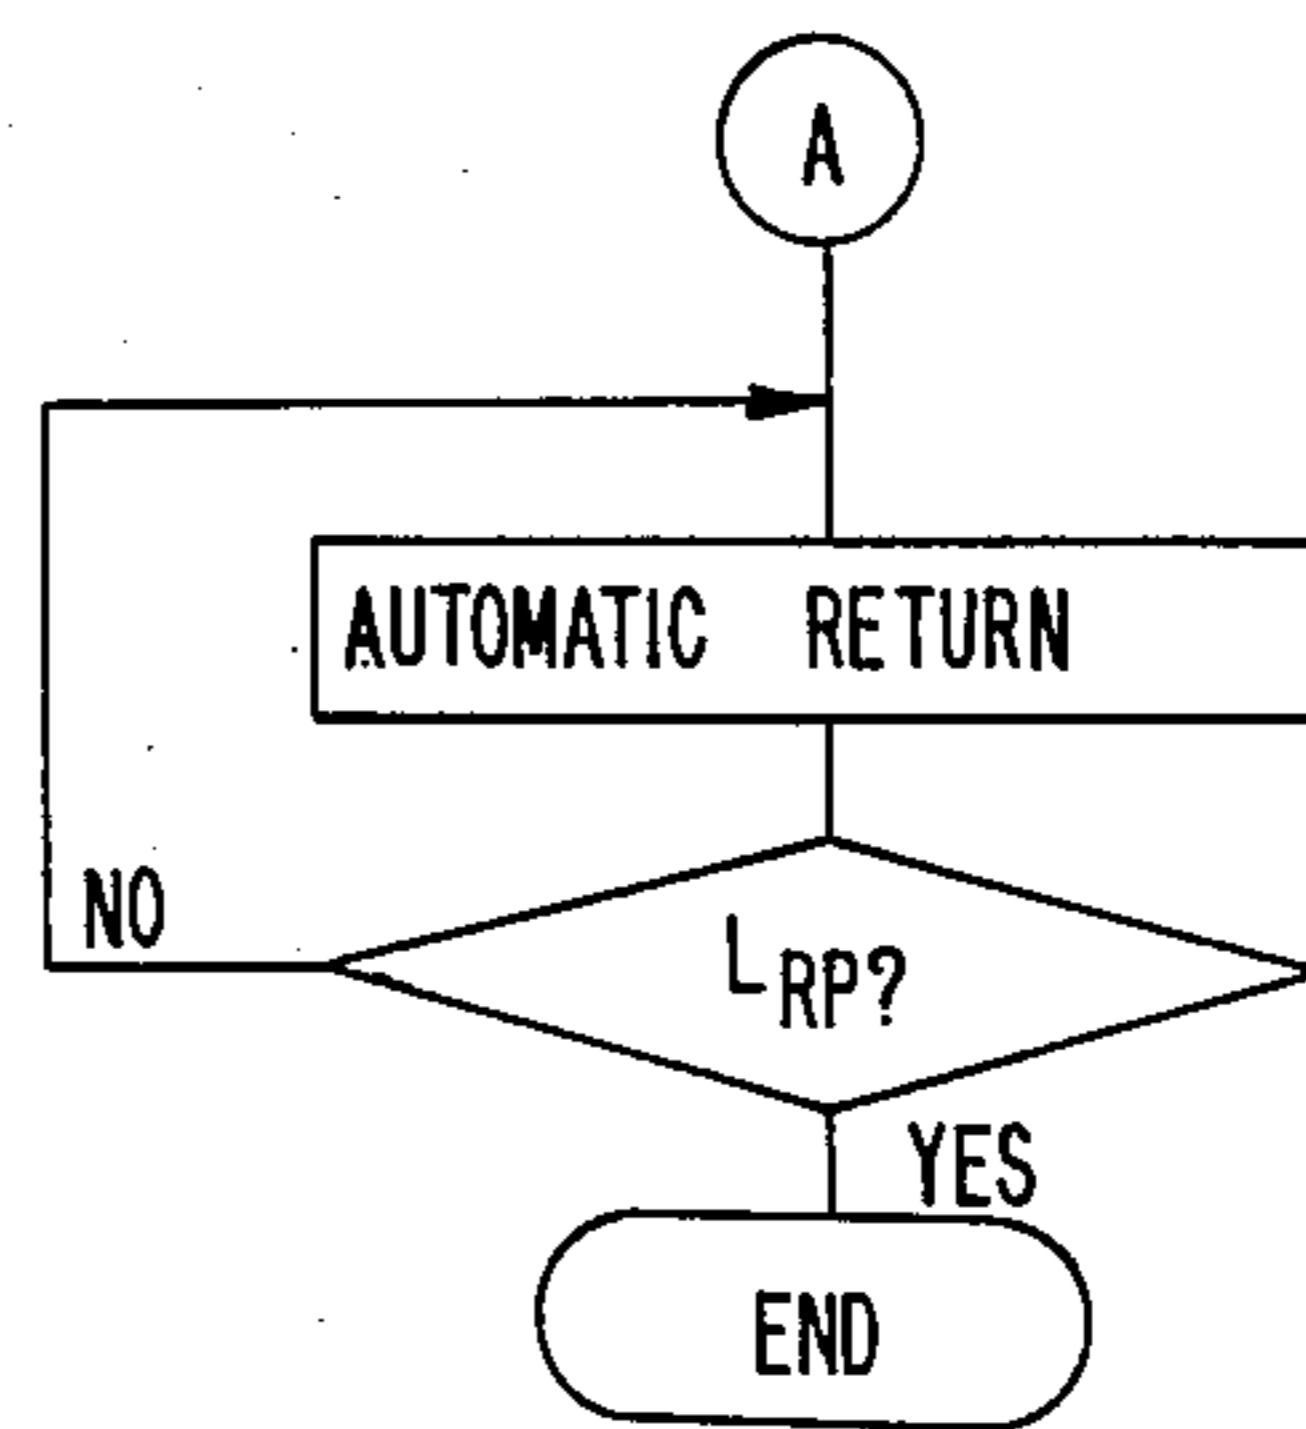 A
AUTOMATIC RETURN
NO
LRP?
YES
END